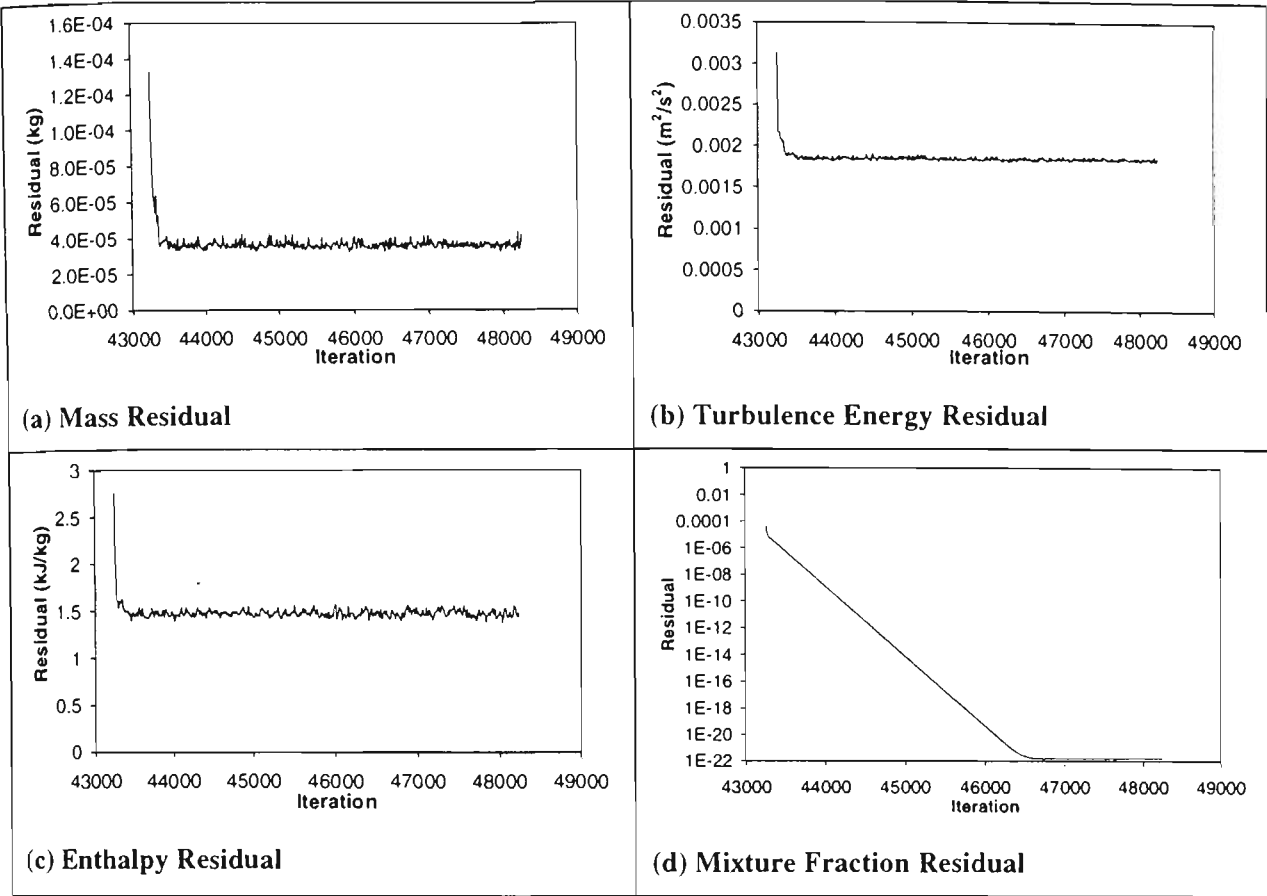 1.6E-04
1.4E-04
1.2E-04
1.0E-04
8.0E-05
6.0E-05
4.0E-05
2.0E-05
0.0E+00
Residual (kg)
43000 44000 45000 46000 47000 48000 49000
Iteration
(a) Mass Residual
0.0035
0.003
0.0025
0.002
0.0015
0.001
0.0005
0
Residual (m²/s²)
43000 44000 45000 46000 47000 48000 49000
Iteration
(b) Turbulence Energy Residual
3
2.5
2
1.5
1
0.5
0
Residual (kJ/kg)
43000 44000 45000 46000 47000 48000 49000
Iteration
(c) Enthalpy Residual
1
0.01
0.0001
1E-06
1E-08
1E-10
1E-12
1E-14
1E-16
1E-18
1E-20
1E-22
Residual
43000 44000 45000 46000 47000 48000 49000
Iteration
(d) Mixture Fraction Residual